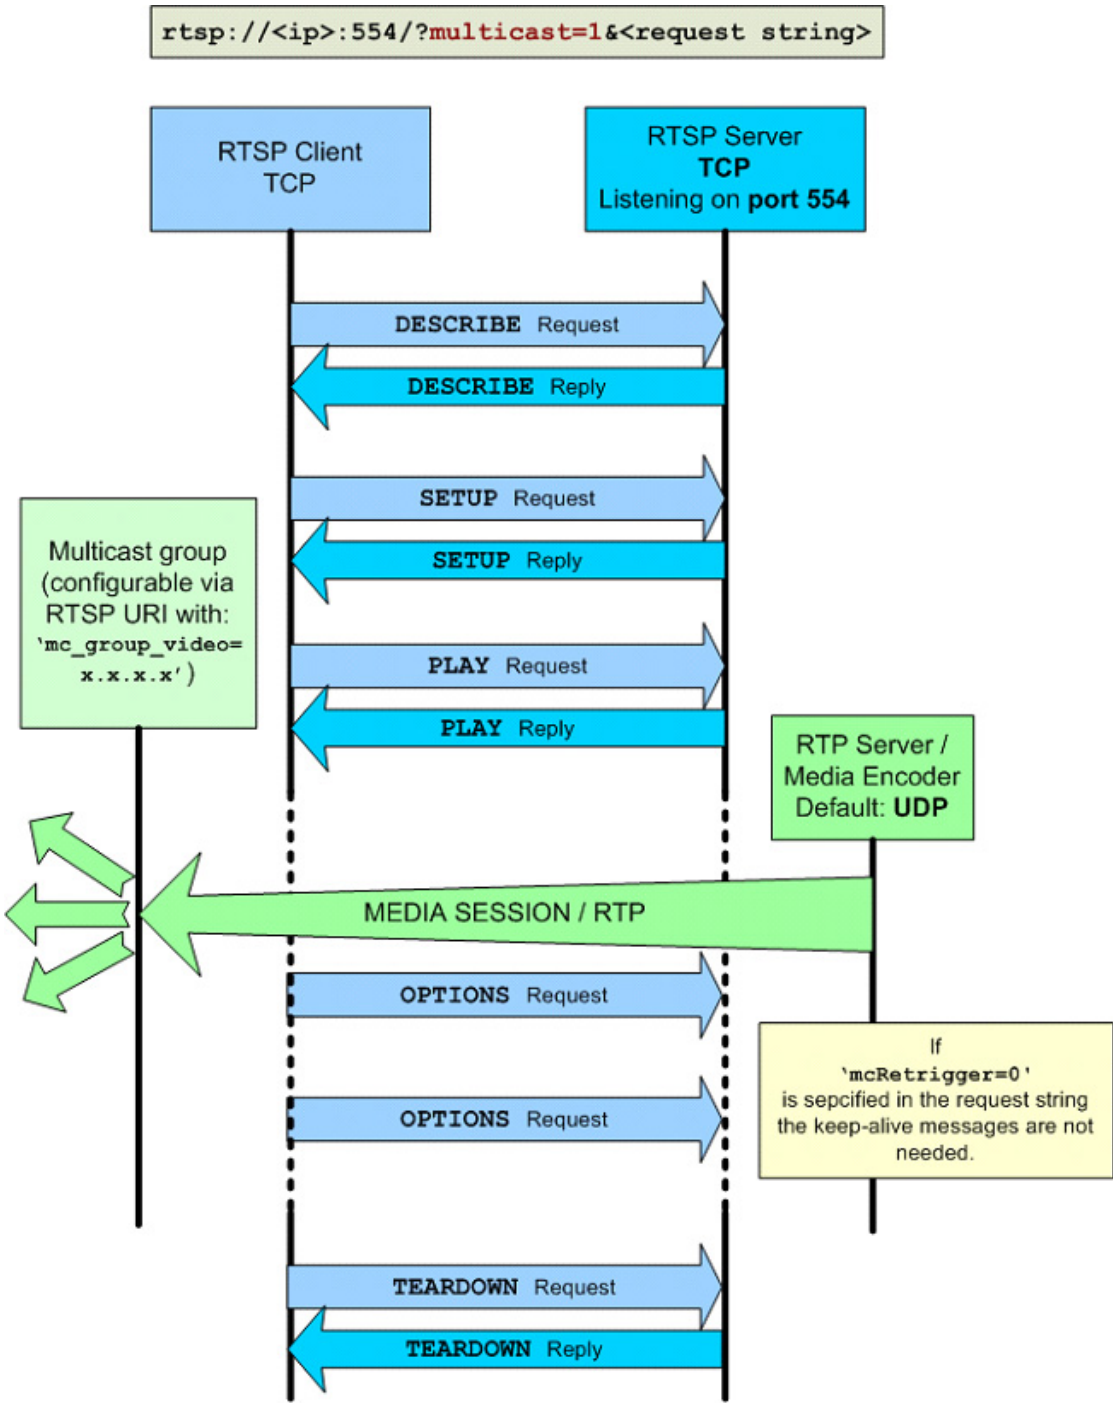 rtsp://<ip>:554/?multicast=1&<request string>
RTSP Client
TCP
RTSP Server
TCP
Listening on port 554
DESCRIBE Request
DESCRIBE Reply
SETUP Request
SETUP Reply
Multicast group
(configurable via
RTSP URI with:
‘mc_group_video=
x.x.x.x’)
PLAY Request
PLAY Reply
RTP Server /
Media Encoder
Default: UDP
MEDIA SESSION / RTP
OPTIONS Request
If
‘mcRetrigger=0'
is sepcified in the request string
the keep-alive messages are not
needed.
OPTIONS Request
TEARDOWN Request
TEARDOWN Reply